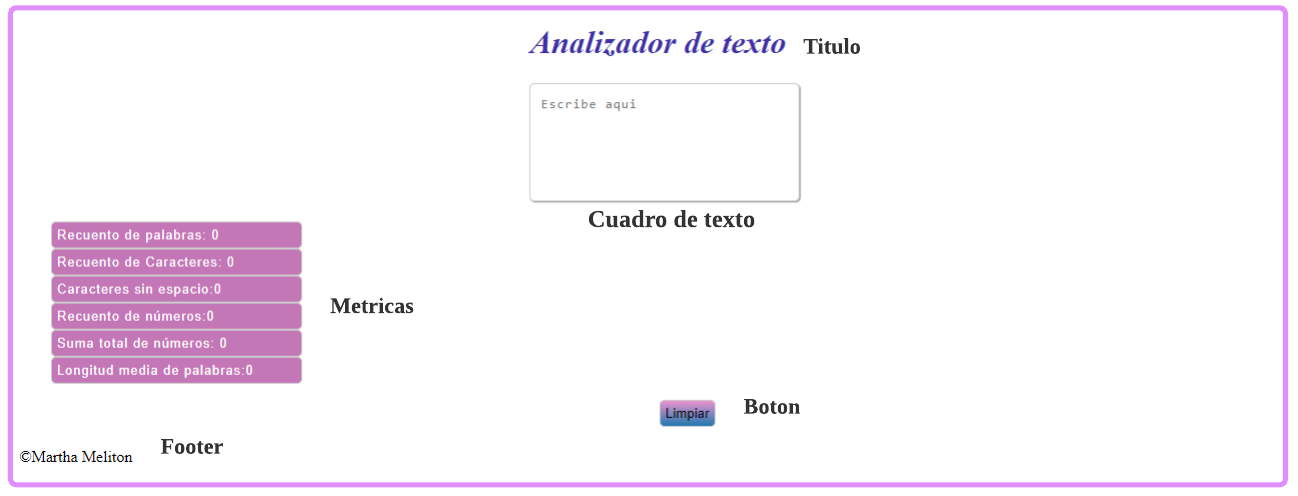 Analizador de texto Titulo
Escribe aqui
Cuadro de texto
Recuento de palabras: 0
Recuento de Caracteres: 0
Caracteres sin espacio:0
Recuento de números:0
Suma total de números: 0
Longitud media de palabras:0
Metricas
Limpiar Boton
©Martha Meliton Footer